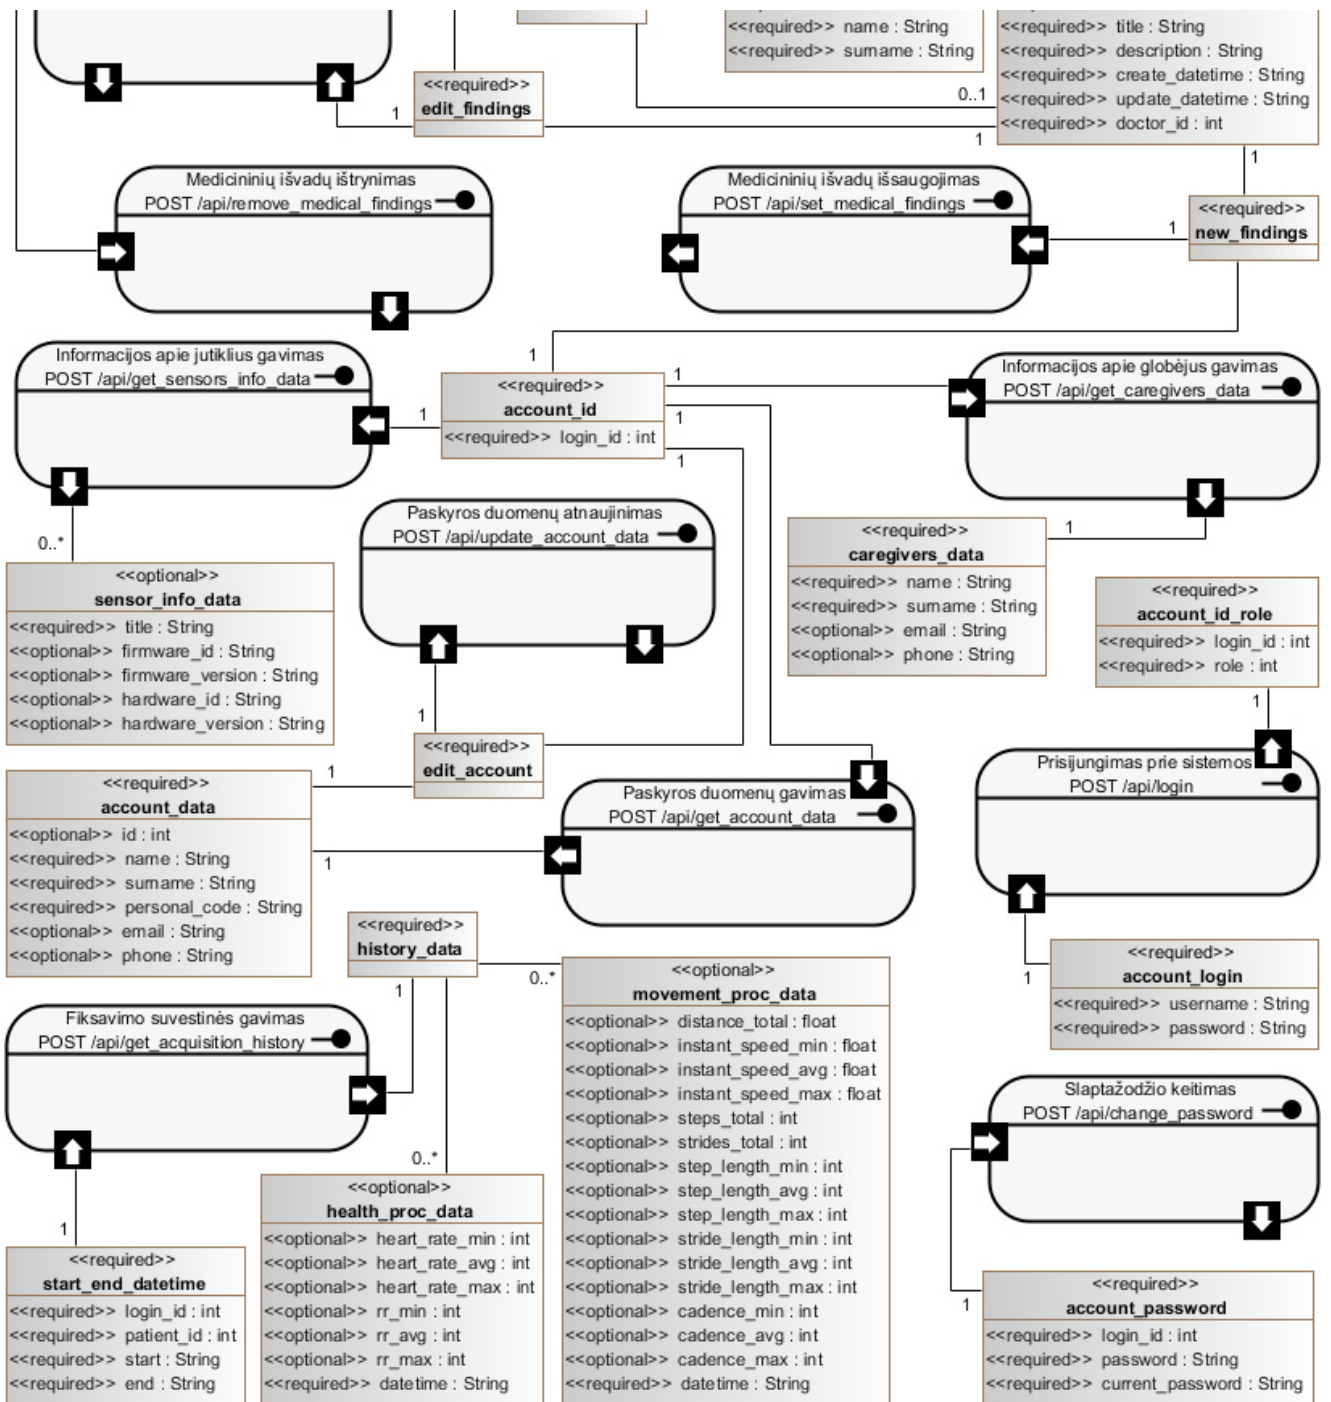 <<required>> name : String
<<required>> surname : String
<<required>> title : String
<<required>> description : String
<<required>> create_datetime : String
<<required>> update_datetime : String
<<required>> doctor_id : int
<<required>>
edit_findings
1
0..1
1
1
Medicininių išvadų ištrynimas
POST /api/remove_medical_findings
Medicininių išvadų išsaugojimas
POST /api/set_medical_findings
1
<<required>>
new_findings
Informacijos apie jutiklius gavimas
POST /api/get_sensors_info_data
1
1
<<required>>
account_id
<<required>> login_id : int
1
1
1
Informacijos apie globėjus gavimas
POST /api/get_caregivers_data
0..*
<<optional>>
sensor_info_data
<<required>> title : String
<<optional>> firmware_id : String
<<optional>> firmware_version : String
<<optional>> hardware_id : String
<<optional>> hardware_version : String
Paskyros duomenų atnaujinimas
POST /api/update_account_data
1
<<required>>
caregivers_data
<<required>> name : String
<<required>> surname : String
<<optional>> email : String
<<optional>> phone : String
<<required>>
account_id_role
<<required>> login_id : int
<<required>> role : int
1
1
<<required>>
edit_account
Prisijungimas prie sistemos
POST /api/login
<<required>>
account_data
<<optional>> id : int
<<required>> name : String
<<required>> surname : String
<<required>> personal_code : String
<<optional>> email : String
<<optional>> phone : String
1
1
Paskyros duomenų gavimas
POST /api/get_account_data
<<required>>
history_data
1
0..*
1
<<required>>
account_login
<<required>> username : String
<<required>> password : String
Fiksavimo suvestinės gavimas
POST /api/get_acquisition_history
<<optional>>
movement_proc_data
<<optional>> distance_total : float
<<optional>> instant_speed_min : float
<<optional>> instant_speed_avg : float
<<optional>> instant_speed_max : float
<<optional>> steps_total : int
<<optional>> strides_total : int
<<optional>> step_length_min : int
<<optional>> step_length_avg : int
<<optional>> step_length_max : int
<<optional>> stride_length_min : int
<<optional>> stride_length_avg : int
<<optional>> stride_length_max : int
<<optional>> cadence_min : int
<<optional>> cadence_avg : int
<<optional>> cadence_max : int
<<required>> datetime : String
Slaptažodžio keitimas
POST /api/change_password
0..*
<<optional>>
health_proc_data
<<optional>> heart_rate_min : int
<<optional>> heart_rate_avg : int
<<optional>> heart_rate_max : int
<<optional>> rr_min : int
<<optional>> rr_avg : int
<<optional>> rr_max : int
<<required>> datetime : String
1
<<required>>
start_end_datetime
<<required>> login_id : int
<<required>> patient_id : int
<<required>> start : String
<<required>> end : String
1
<<required>>
account_password
<<required>> login_id : int
<<required>> password : String
<<required>> current_password : String